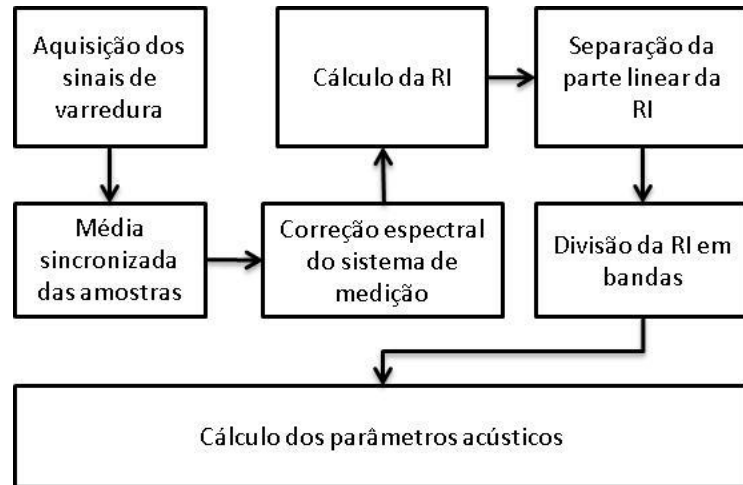 Aquisição dos
sinais de
varredura
Média
sincronizada
das amostras
Correção espectral
do sistema de
medição
Cálculo da RI
Separação da
parte linear da
RI
Divisão da RI em
bandas
Cálculo dos parâmetros acústicos